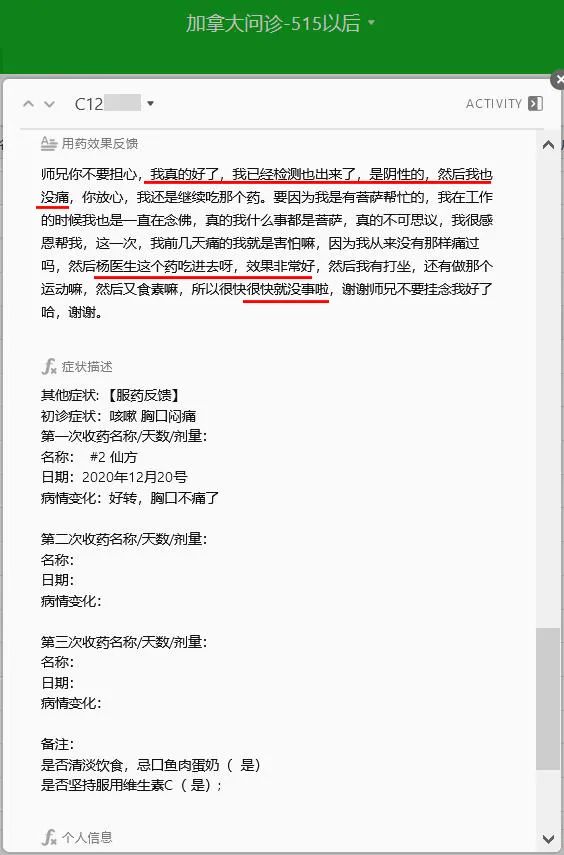 加拿大问诊-515以后
C12
ACTIVITY
用药效果反馈
师兄你不要担心，我真的好了，我已经检测也出来了，是阴性的，然后我也
没痛，你放心，我还是继续吃那个药。要因为我是有菩萨帮忙的，我在工作
的时候我也是一直在念佛，真的我什么事都是菩萨，真的不可思议，我很感
恩帮我，这一次，我前几天痛的我就是害怕嘛，因为我从来没有那样痛过
吗，然后杨医生这个药吃进去呀，效果非常好，然后我有打坐，还有做那个
运动嘛，然后又食素嘛，所以很快很快就没事啦，谢谢师兄不要挂念我好了
哈，谢谢。
症状描述
其他症状:【服药反馈】
初诊症状：咳嗽 胸口闷痛
第一次收药名称/天数/剂量：
名称： #2 仙方
日期：2020年12月20号
病情变化：好转，胸口不痛了
第二次收药名称/天数/剂量：
名称：
日期：
病情变化：
第三次收药名称/天数/剂量：
名称：
日期：
病情变化：
备注：
是否清淡饮食，忌口鱼肉蛋奶（ 是）
是否坚持服用维生素C（ 是）;
个人信息